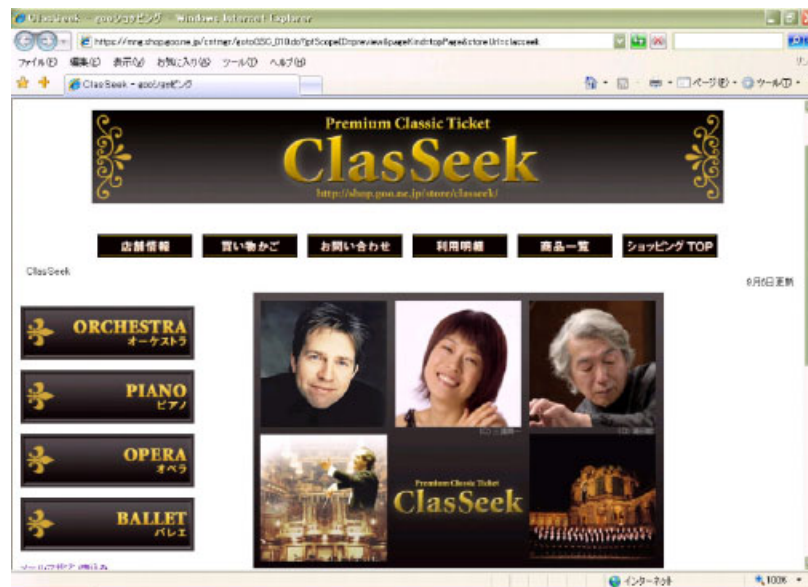 ClasSeek - gooショッピング - Windows Internet Explorer
ファイル(F) 編集(E) 表示(V) お気に入り(A) ツール(T) ヘルプ(H)
ClasSeek - gooショッピング
ページ(P) ツール(O)
Premium Classic Ticket
ClasSeek
http://shop.goo.ne.jp/store/classeek/
店舗情報 買い物かご お問い合わせ 利用明細 商品一覧 ショッピング TOP
ClasSeek
9月6日更新
ORCHESTRA
オーケストラ
PIANO
ピアノ
OPERA
オペラ
BALLET
バレエ
Premium Classic Ticket
ClasSeek
インターネット 100%